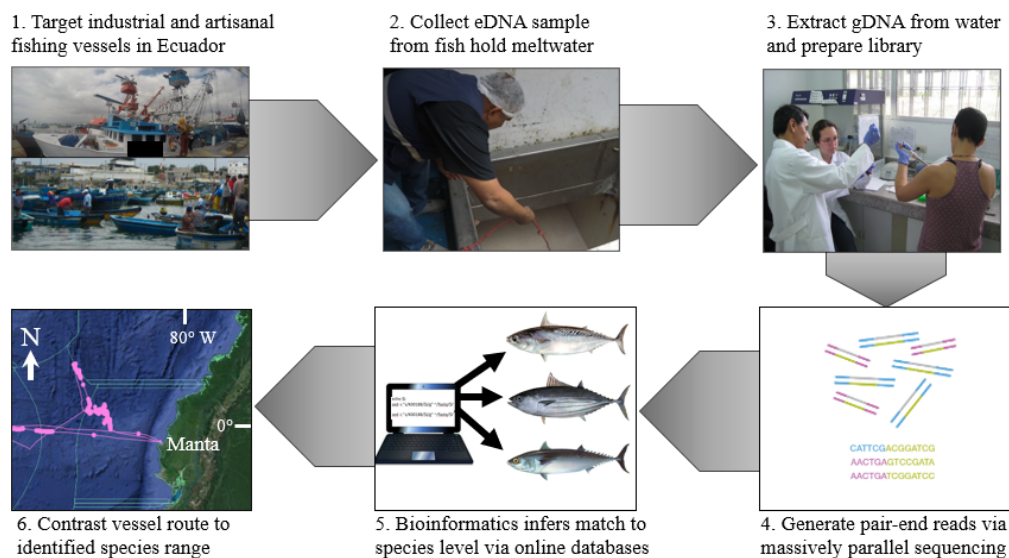 1. Target industrial and artisanal
fishing vessels in Ecuador
2. Collect eDNA sample
from fish hold meltwater
3. Extract gDNA from water
and prepare library
CATTCGACGGATCG
AACTGAGTCCGATA
AACTGATCGGATCC
4. Generate pair-end reads via
massively parallel sequencing
5. Bioinformatics infers match to
species level via online databases
N
80° W
0°
Manta
6. Contrast vessel route to
identified species range